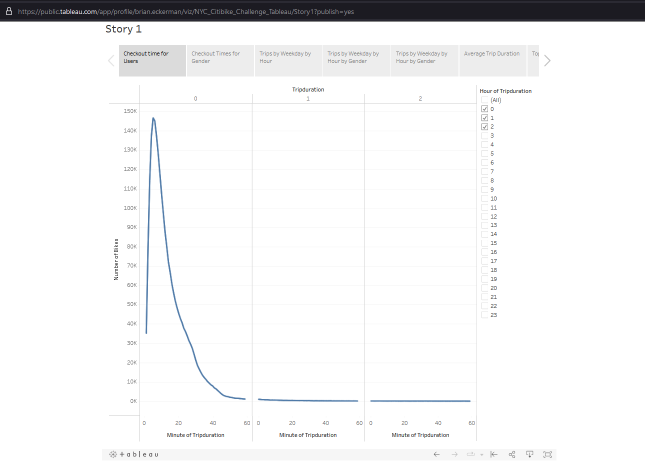 https://public.tableau.com/app/profile/brian.eckerman/viz/NYC_Citibike_Challenge_Tableau/Story1?publish=yes
Story 1
Checkout time for Users
Checkout Times for Gender
Trips by Weekday by Hour
Trips by Weekday by Hour by Gender
Trips by Weekday by Hour by Gender
Average Trip Duration
Tripduration
0 1 2
150K
140K
130K
120K
110K
100K
90K
80K
70K
60K
50K
40K
30K
20K
10K
0K
Number of Bikes
0 20 40 60 0 20 40 60 0 20 40 60
Minute of Tripduration Minute of Tripduration Minute of Tripduration
Hour of Tripduration
(All)
0
1
2
3
4
5
6
7
8
9
10
11
12
13
14
15
16
17
18
19
20
21
22
23
+ableau